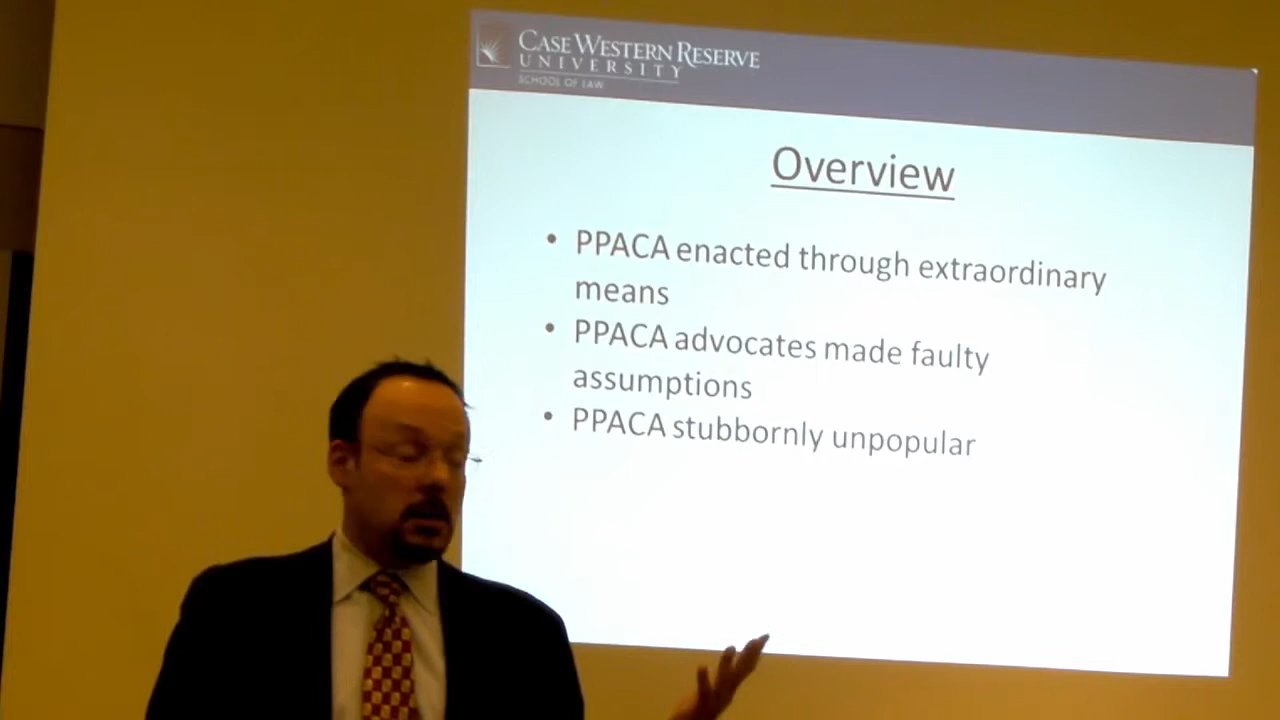 CASE WESTERN RESERVE
UNIVERSITY
SCHOOL OF LAW
Overview
• PPACA enacted through extraordinary
means
• PPACA advocates made faulty
assumptions
• PPACA stubbornly unpopular